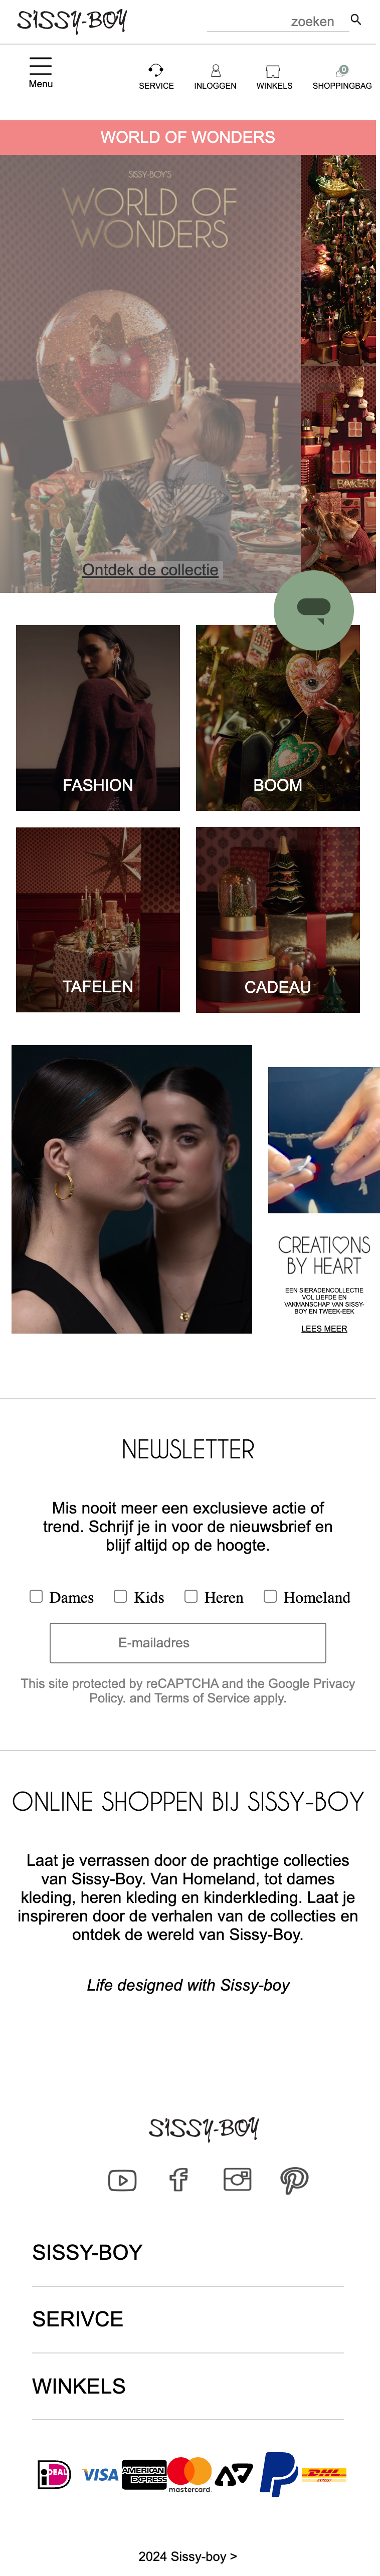 SISSY-BOY
zoeken
Menu
SERVICE
INLOGGEN
WINKELS
0
SHOPPINGBAG
WORLD OF WONDERS
SISSY-BOY'S
WORLD OF
WONDERS
BAKERY
Ontdek de collectie
FASHION
BOOM
TAFELEN
CADEAU
CREATIONS
BY HEART
EEN SIERADENCOLLECTIE
VOL LIEFDE EN
VAKMANSCHAP VAN SISSY-
BOY EN TWEEK-EEK
LEES MEER
NEWSLETTER
Mis nooit meer een exclusieve actie of
trend. Schrijf je in voor de nieuwsbrief en
blijf altijd op de hoogte.
Dames
Kids
Heren
Homeland
E-mailadres
This site protected by reCAPTCHA and the Google Privacy
Policy. and Terms of Service apply.
ONLINE SHOPPEN BIJ SISSY-BOY
Laat je verrassen door de prachtige collecties
van Sissy-Boy. Van Homeland, tot dames
kleding, heren kleding en kinderkleding. Laat je
inspireren door de verhalen van de collecties en
ontdek de wereld van Sissy-Boy.
Life designed with Sissy-boy
SISSY-BOY
SISSY-BOY
SERIVCE
WINKELS
iDEAL
VISA
AMERICAN
EXPRESS
mastercard
DHL
2024 Sissy-boy >